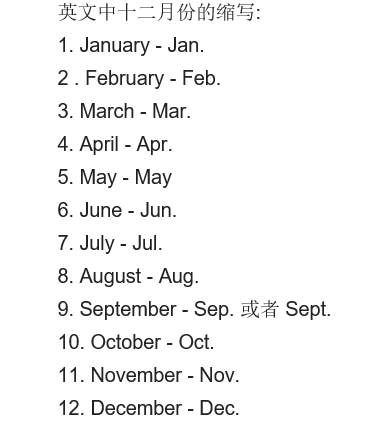 英文中十二月份的缩写:
1. January - Jan.
2 . February - Feb.
3. March - Mar.
4. April - Apr.
5. May - May
6. June - Jun.
7. July - Jul.
8. August - Aug.
9. September - Sep. 或者 Sept.
10. October - Oct.
11. November - Nov.
12. December - Dec.